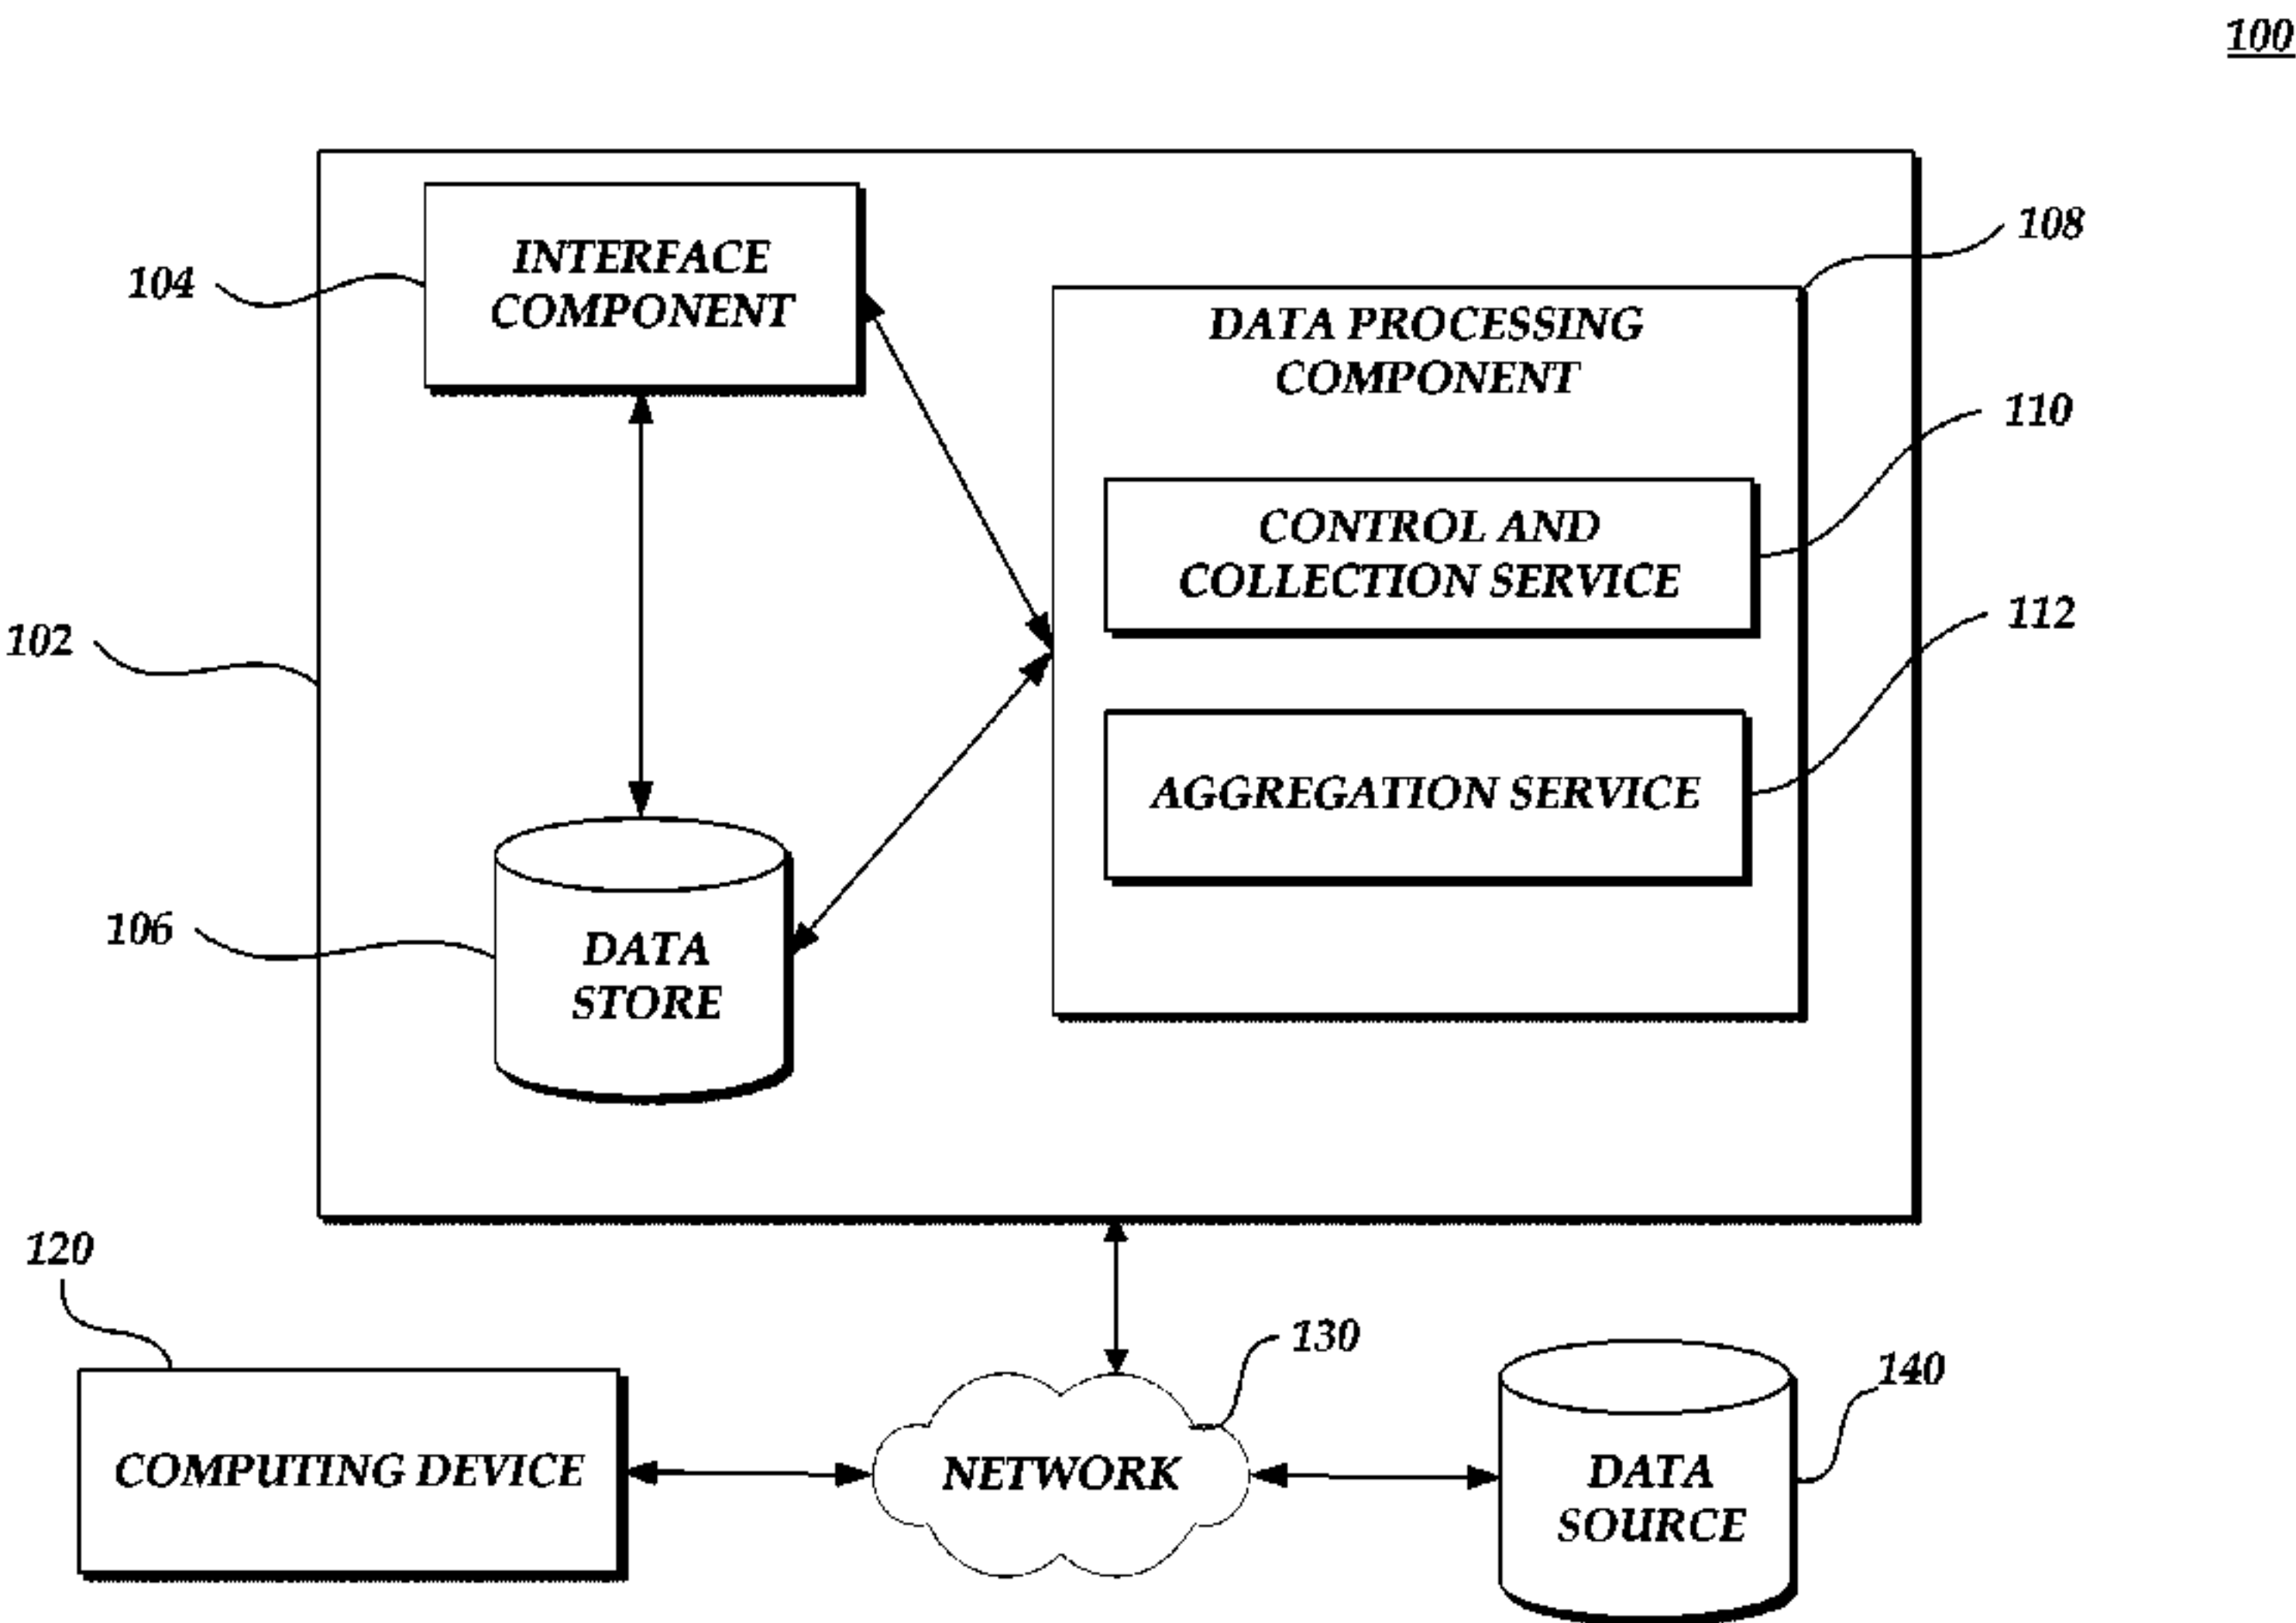 100
INTERFACE
COMPONENT
104
108
DATA PROCESSING
COMPONENT
110
CONTROL AND
COLLECTION SERVICE
102
112
AGGREGATION SERVICE
106
DATA
STORE
120
130
140
COMPUTING DEVICE
NETWORK
DATA
SOURCE